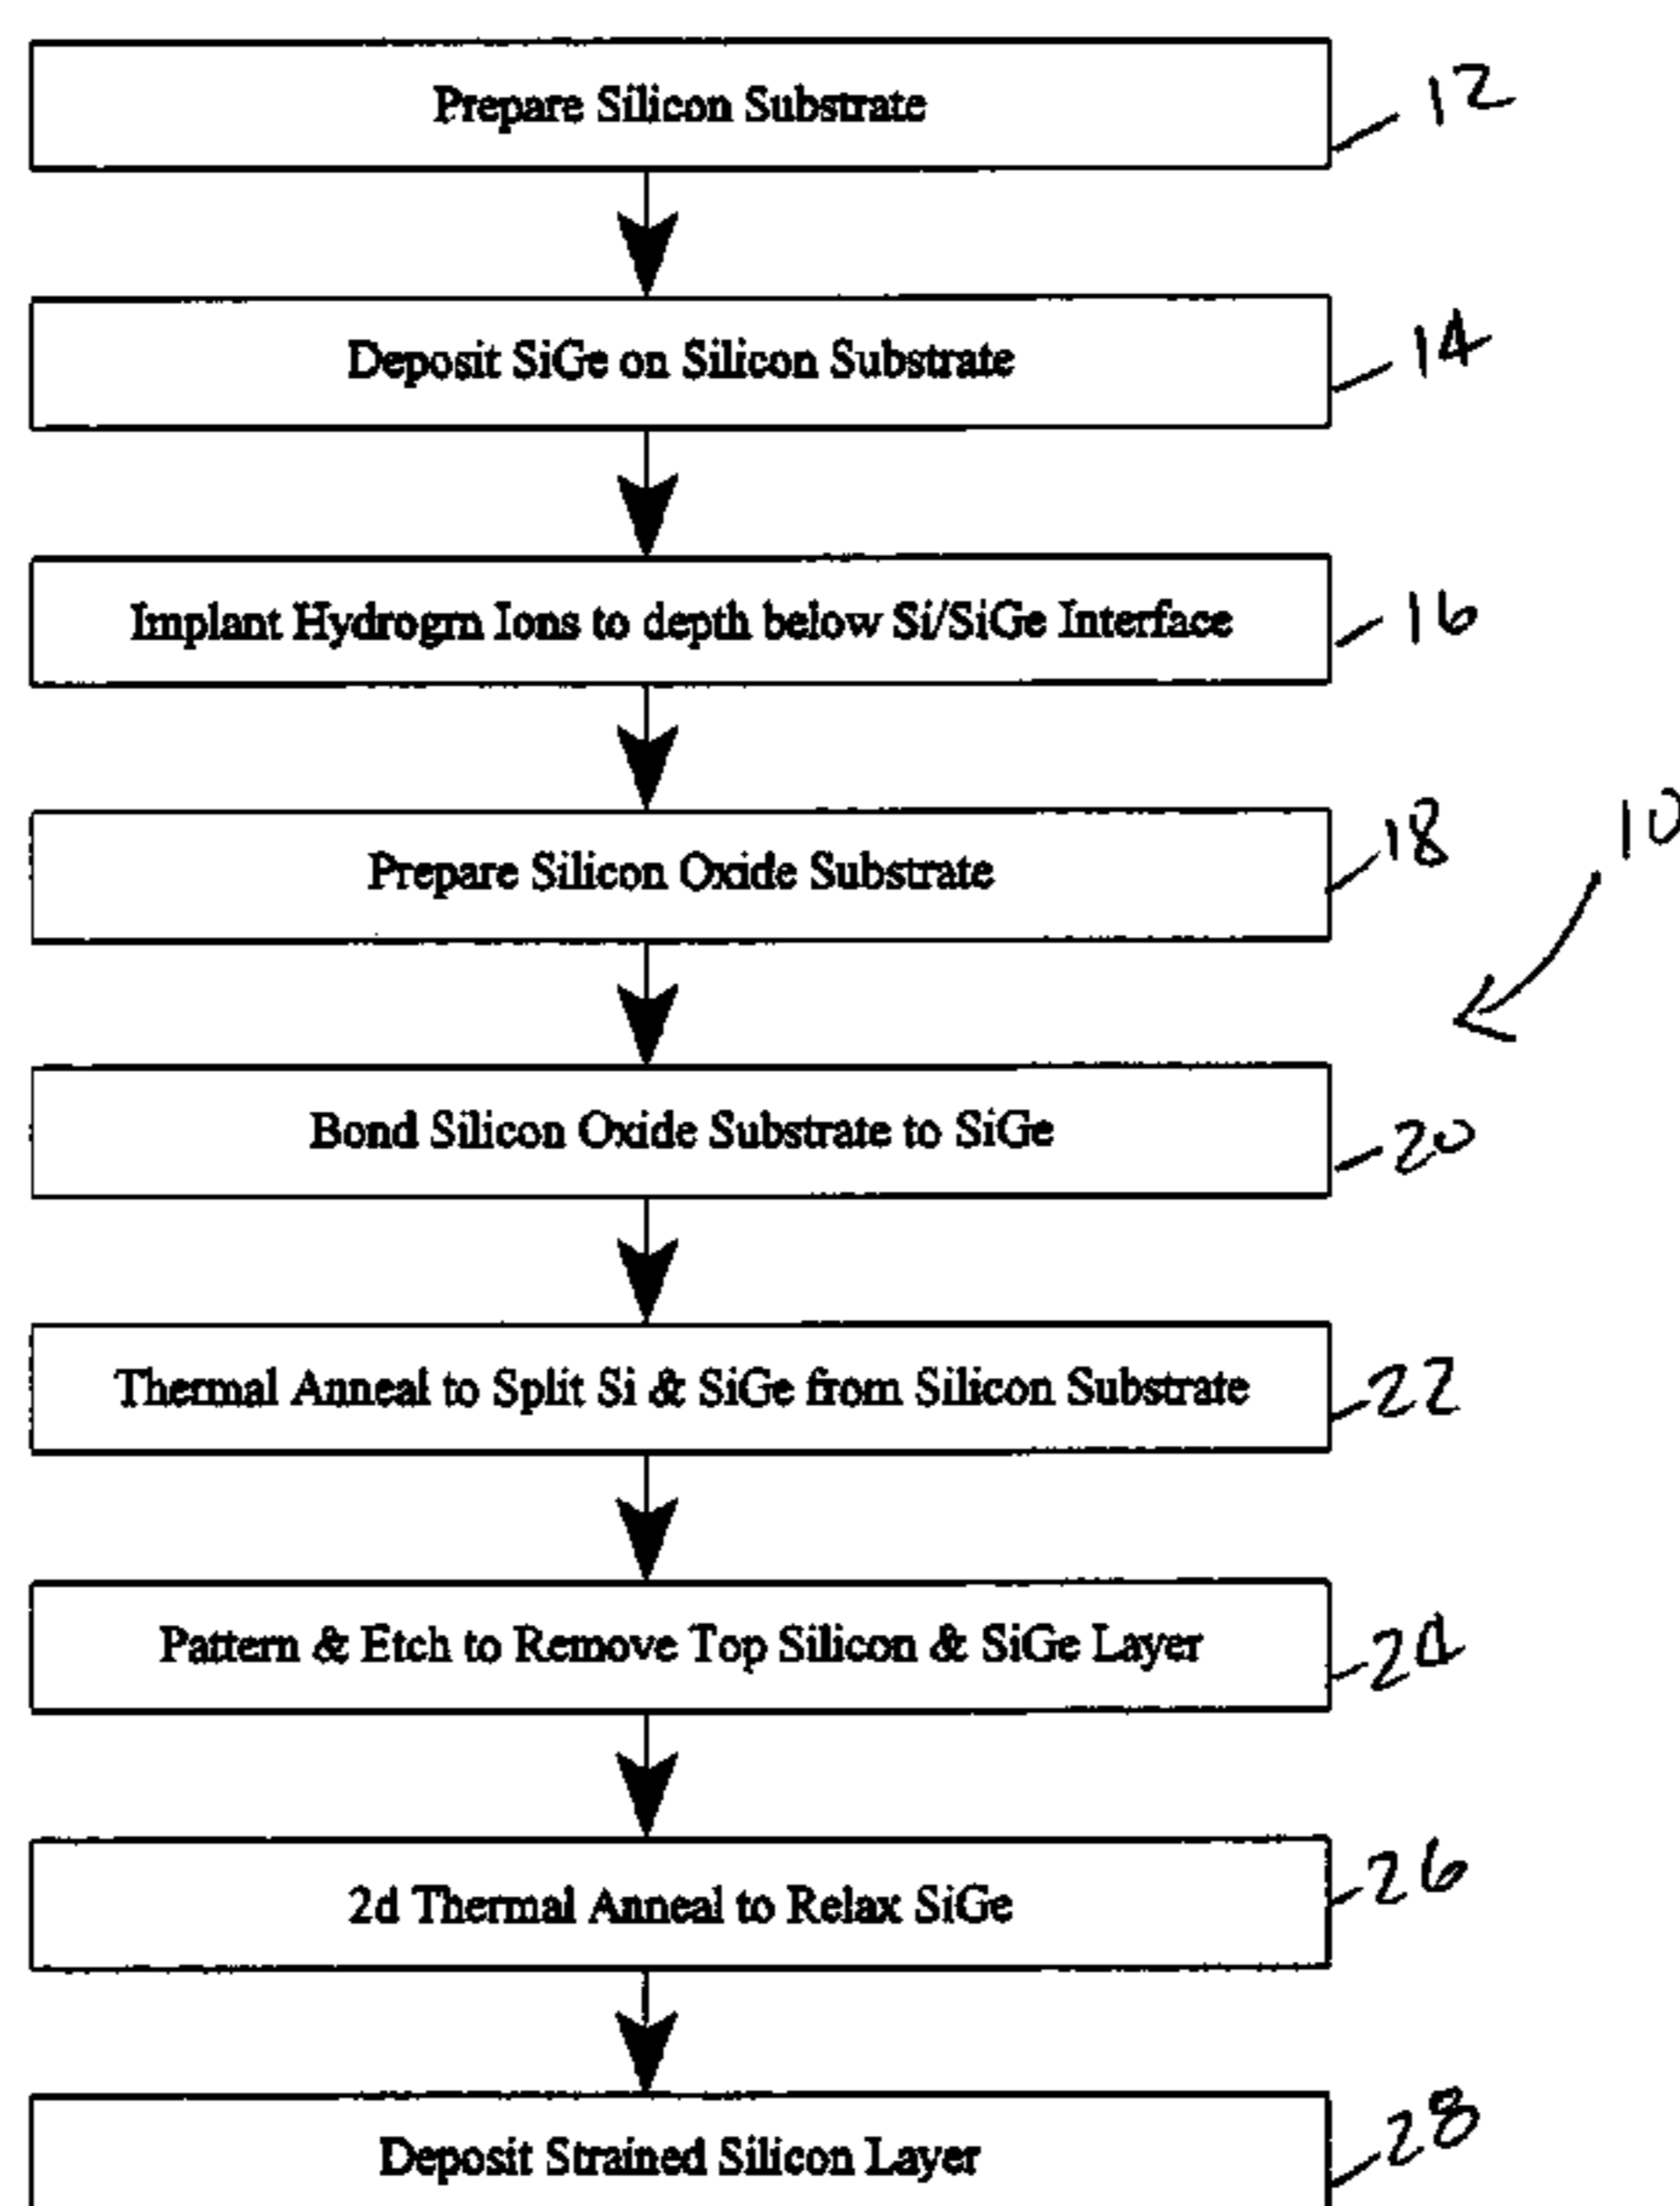 Prepare Silicon Substrate
12
Deposit SiGe on Silicon Substrate
14
Implant Hydrogrn Ions to depth below Si/SiGe Interface
16
Prepare Silicon Oxide Substrate
18
10
Bond Silicon Oxide Substrate to SiGe
20
Thermal Anneal to Split Si & SiGe from Silicon Substrate
22
Pattern & Etch to Remove Top Silicon & SiGe Layer
24
2d Thermal Anneal to Relax SiGe
26
Deposit Strained Silicon Layer
28